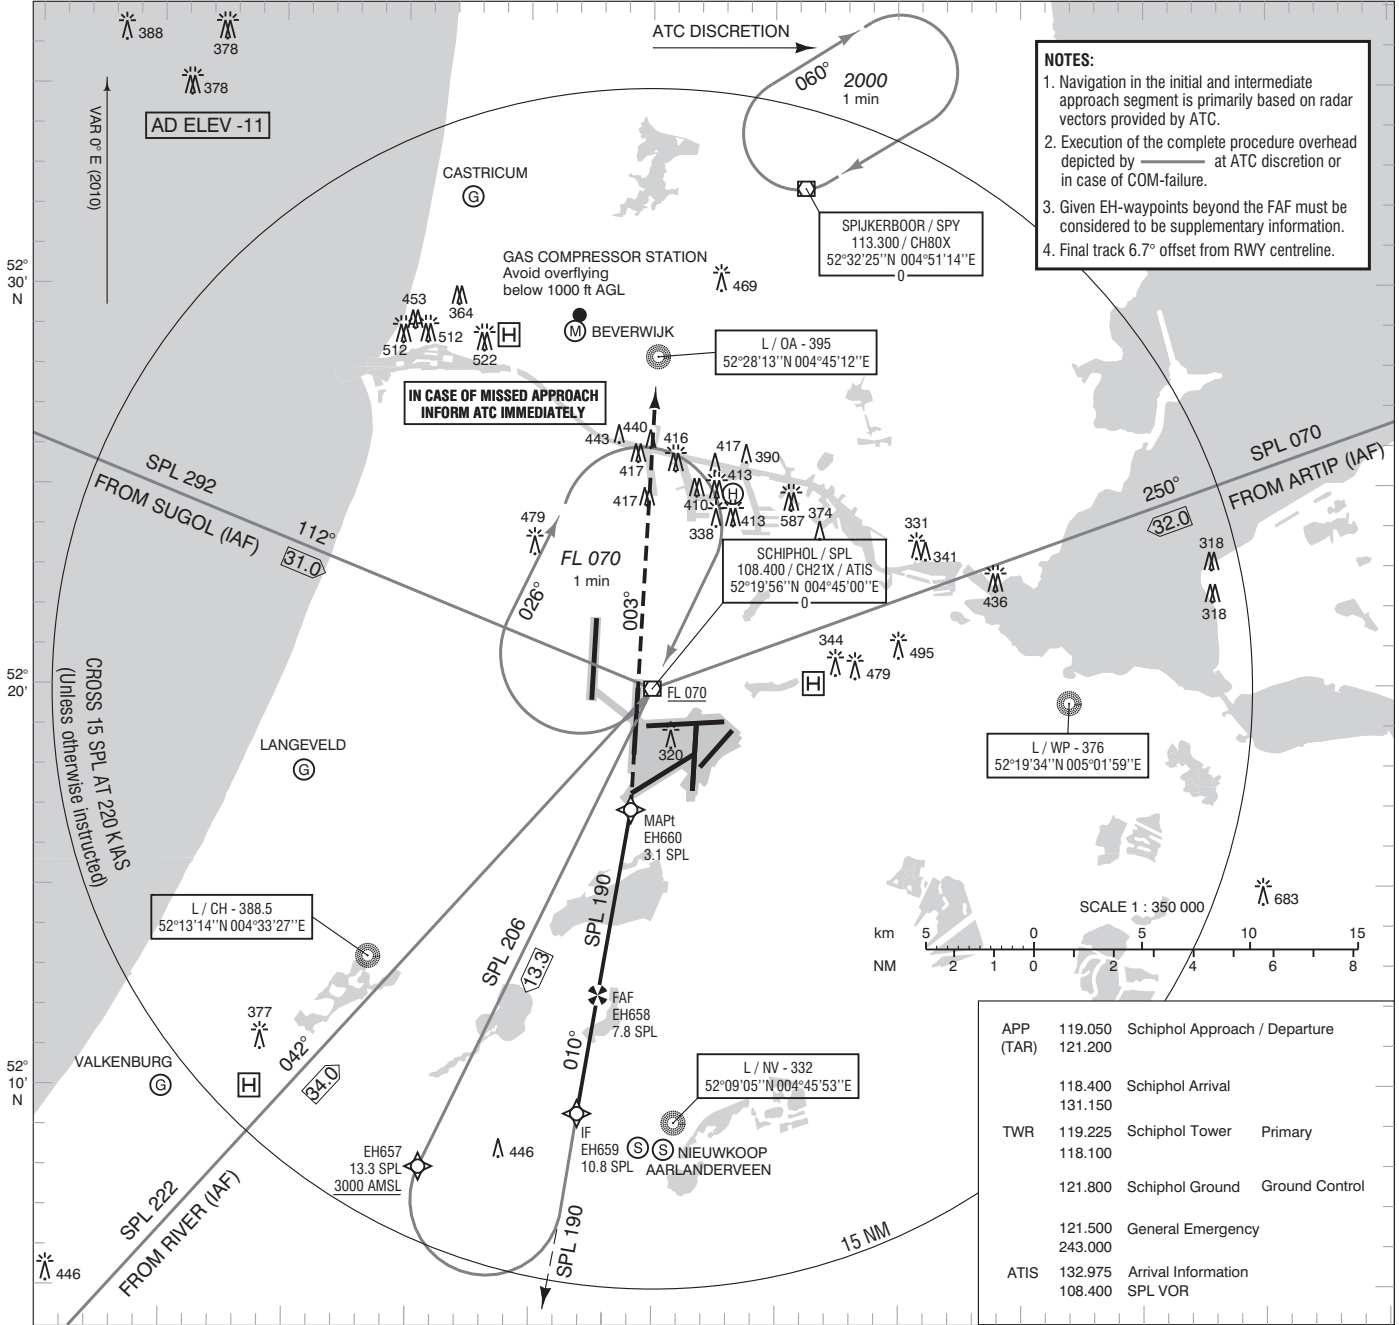 388
378
378
AD ELEV -11
VAR 0° E (2010)
ATC DISCRETION
060°
2000
1 min
NOTES:
1. Navigation in the initial and intermediate
approach segment is primarily based on radar
vectors provided by ATC.
2. Execution of the complete procedure overhead
depicted by at ATC discretion or
in case of COM-failure.
3. Given EH-waypoints beyond the FAF must be
considered to be supplementary information.
4. Final track 6.7° offset from RWY centreline.
CASTRICUM
G
SPIJKERBOOR / SPY
113.300 / CH80X
52°32'25''N 004°51'14''E
0
52°
30'
N
GAS COMPRESSOR STATION
Avoid overflying
below 1000 ft AGL
469
453
364
512
512
522
H
M BEVERWIJK
L / OA - 395
52°28'13''N 004°45'12''E
IN CASE OF MISSED APPROACH
INFORM ATC IMMEDIATELY
443
440
416
417
390
417
413
H
417
410
413
587
374
338
479
331
341
SPL 292
FROM SUGOL (IAF)
112°
31.0
SPL 070
FROM ARTIP (IAF)
250°
32.0
318
318
436
FL 070
1 min
026°
003°
SCHIPHOL / SPL
108.400 / CH21X / ATIS
52°19'56''N 004°45'00''E
0
344
479
495
H
FL 070
52°
20'
320
CROSS 15 SPL AT 220 K IAS
(Unless otherwise instructed)
LANGEVELD
G
L / WP - 376
52°19'34''N 005°01'59''E
MAPt
EH660
3.1 SPL
SPL 190
SPL 206
13.3
L / CH - 388.5
52°13'14''N 004°33'27''E
683
SCALE 1 : 350 000
km 5 0 5 10 15
NM 2 1 0 2 4 6 8
FAF
EH658
7.8 SPL
010°
377
042°
34.0
VALKENBURG
G
H
52°
10'
N
L / NV - 332
52°09'05''N 004°45'53''E
IF
EH659
10.8 SPL
S
S NIEUWKOOP
AARLANDERVEEN
EH657
13.3 SPL
3000 AMSL
446
SPL 222
FROM RIVER (IAF)
446
SPL 190
15 NM
APP 119.050 Schiphol Approach / Departure
(TAR) 121.200
118.400 Schiphol Arrival
131.150
TWR 119.225 Schiphol Tower Primary
118.100
121.800 Schiphol Ground Ground Control
121.500 General Emergency
243.000
ATIS 132.975 Arrival Information
108.400 SPL VOR